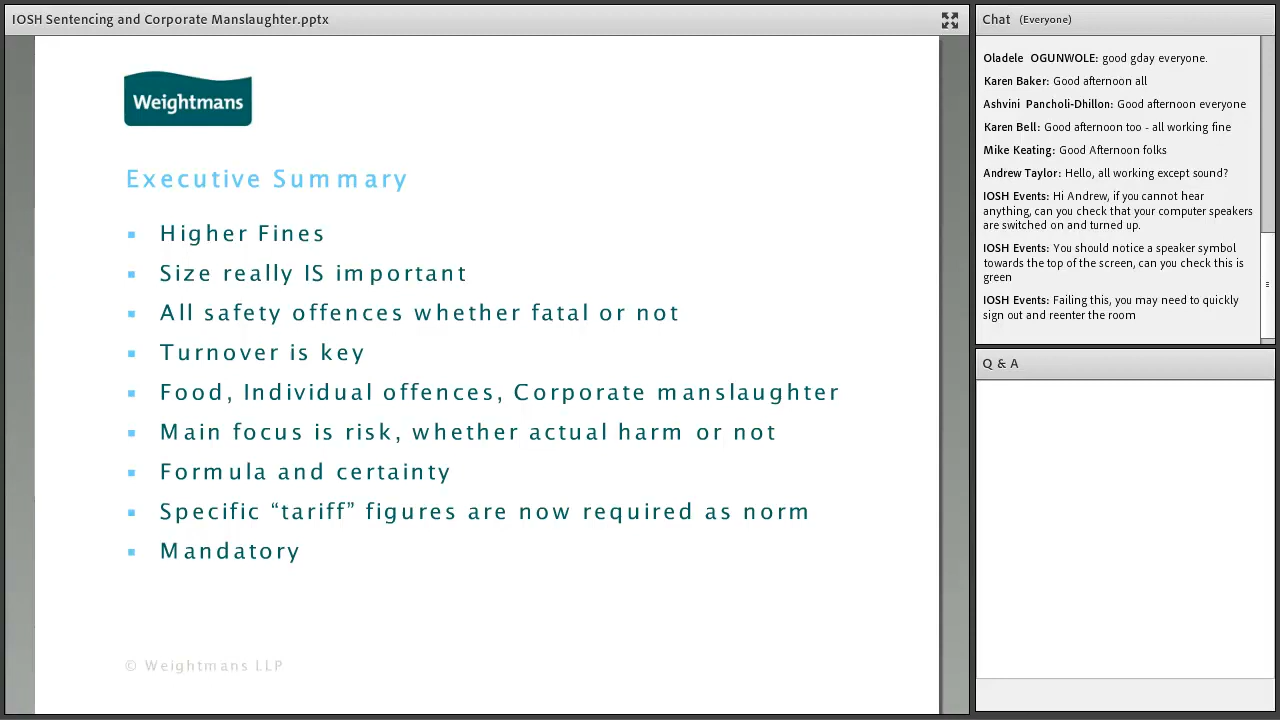 IOSH Sentencing and Corporate Manslaughter.pptx
Weightmans
Executive Summary
Higher Fines
Size really IS important
All safety offences whether fatal or not
Turnover is key
Food, Individual offences, Corporate manslaughter
Main focus is risk, whether actual harm or not
Formula and certainty
Specific “tariff” figures are now required as norm
Mandatory
© Weightmans LLP
Chat (Everyone)
Oladele OGUNWOLE: good gday everyone.
Karen Baker: Good afternoon all
Ashvini Pancholi-Dhillon: Good afternoon everyone
Karen Bell: Good afternoon too - all working fine
Mike Keating: Good Afternoon folks
Andrew Taylor: Hello, all working except sound?
IOSH Events: Hi Andrew, if you cannot hear
anything, can you check that your computer speakers
are switched on and turned up.
IOSH Events: You should notice a speaker symbol
towards the top of the screen, can you check this is
green
IOSH Events: Failing this, you may need to quickly
sign out and reenter the room
Q & A